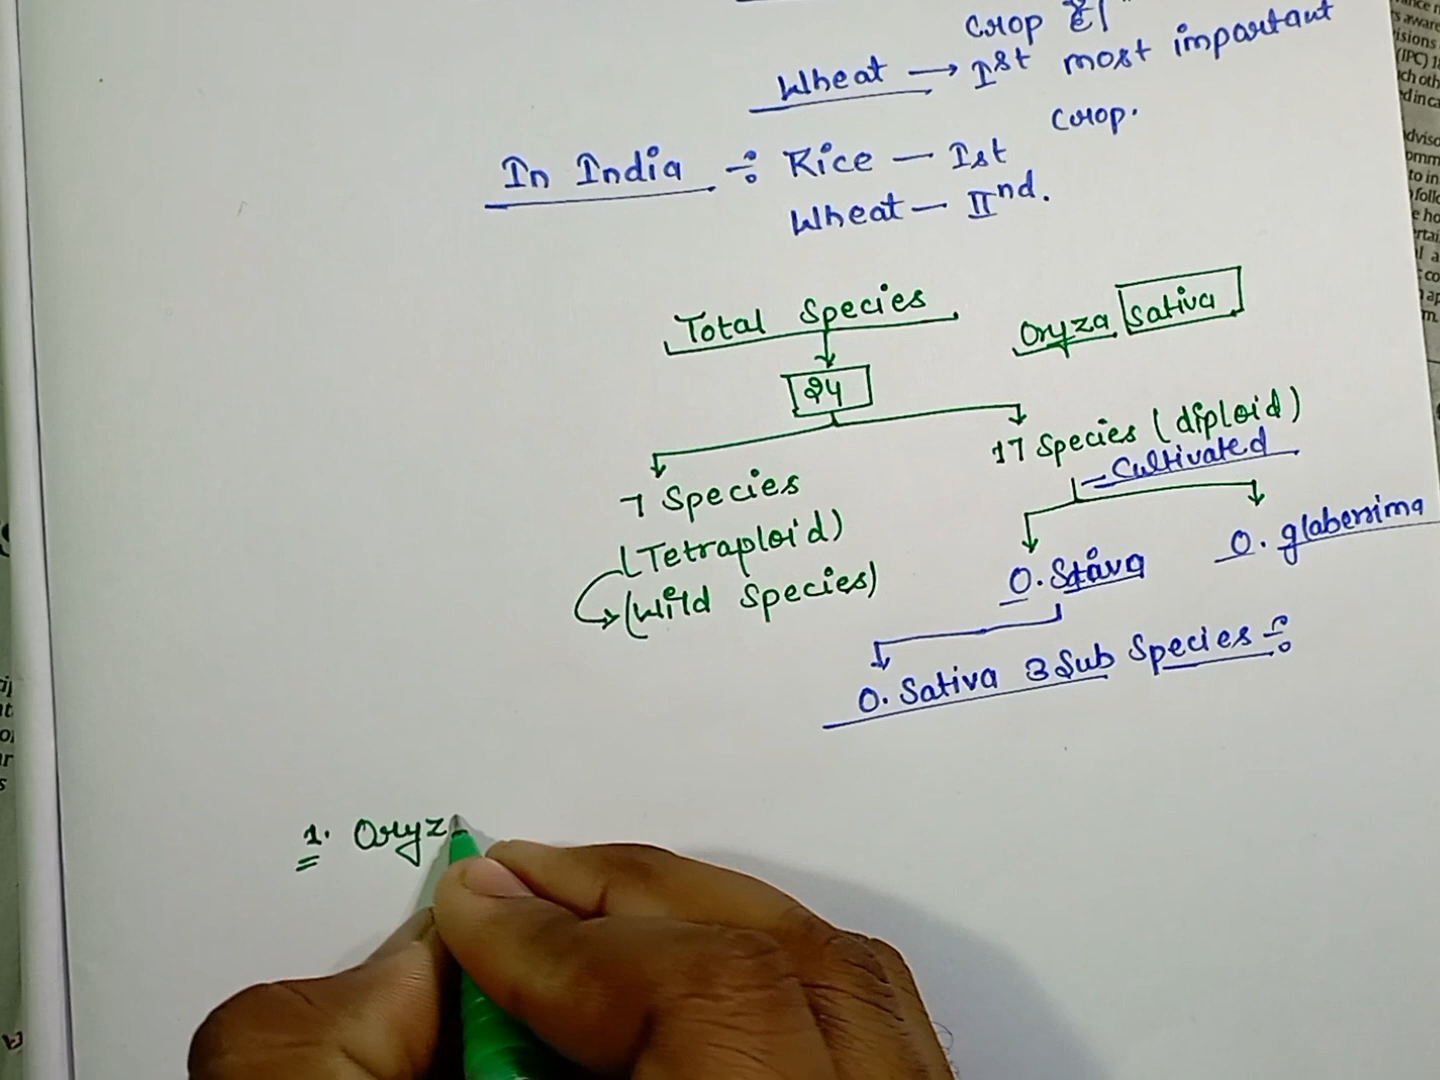 Crop है।
Wheat → Ist most important
Crop.
In India ÷ Rice — Ist
Wheat — IInd.
Total Species
Oryza Sativa
24
7 Species
(Tetraploid)
(Wild Species)
17 Species (diploid)
Cultivated
O. Stava
O. glaberrima
O. Sativa 3 Sub Species ÷
1. Oryz